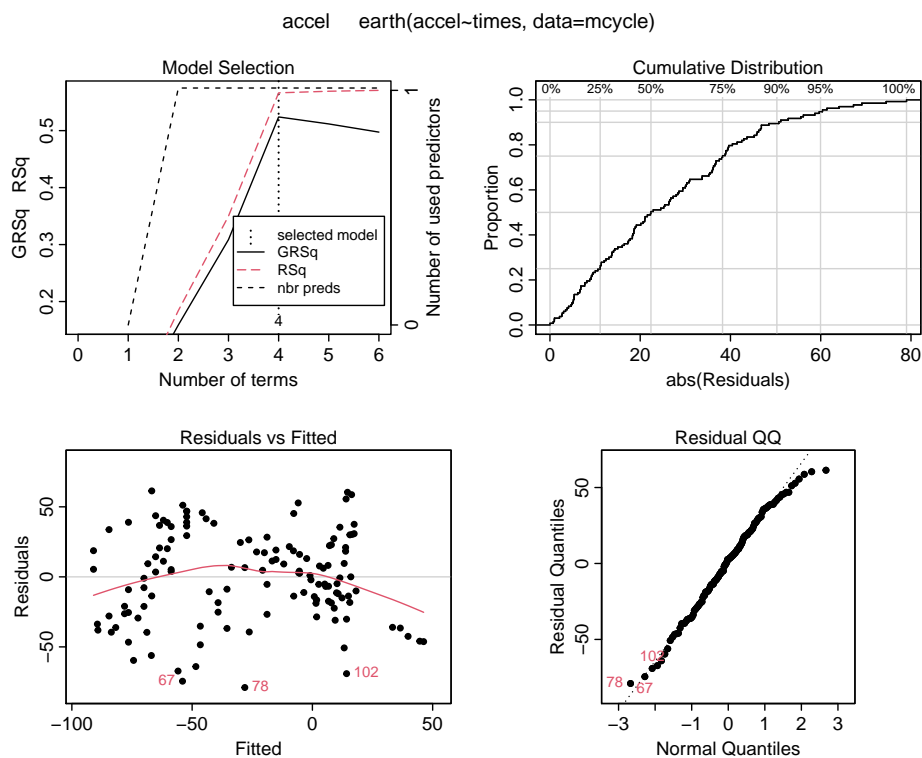 accel earth(accel~times, data=mcycle)
Model Selection
GRSq RSq
0.2 0.3 0.4 0.5
0 1 2 3 4 5 6
Number of terms
Number of used predictors
0 1
selected model
GRSq
RSq
nbr preds
4
Cumulative Distribution
0% 25% 50% 75% 90% 95% 100%
Proportion
0.0 0.2 0.4 0.6 0.8 1.0
0 20 40 60 80
abs(Residuals)
Residuals vs Fitted
Residuals
−50 0 50
67
78
102
−100 −50 0 50
Fitted
Residual QQ
Residual Quantiles
−50 0 50
102
78
67
−3 −2 −1 0 1 2 3
Normal Quantiles